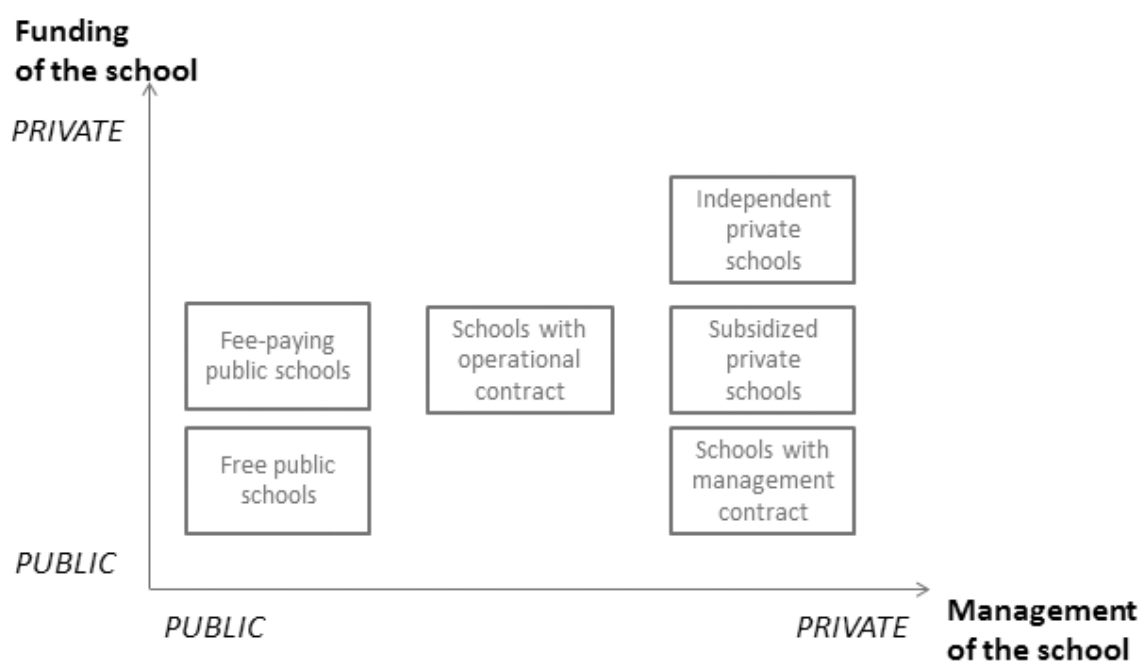 Funding
of the school
PRIVATE
Independent
private
schools
Fee-paying
public schools
Schools with
operational
contract
Subsidized
private
schools
Free public
schools
Schools with
management
contract
PUBLIC
PUBLIC
PRIVATE
Management
of the school